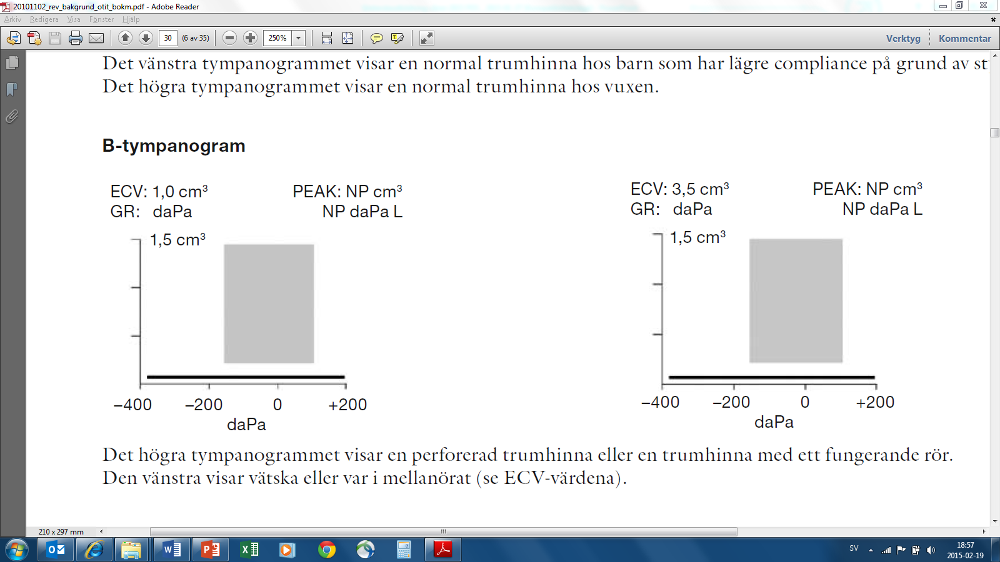 20101102_rev_bakgrund_otit_bokm.pdf - Adobe Reader
Arkiv Redigera Visa Fönster Hjälp
30 (6 av 35) 250% Verktyg Kommentar
Det vänstra tympanogrammet visar en normal trumhinna hos barn som har lägre compliance på grund av
Det högra tympanogrammet visar en normal trumhinna hos vuxen.
B-tympanogram
ECV: 1,0 cm³ PEAK: NP cm³
GR: daPa NP daPa L
1,5 cm³
−400 −200 0 +200
daPa
ECV: 3,5 cm³ PEAK: NP cm³
GR: daPa NP daPa L
1,5 cm³
−400 −200 0 +200
daPa
Det högra tympanogrammet visar en perforerad trumhinna eller en trumhinna med ett fungerande rör.
Den vänstra visar vätska eller var i mellanörat (se ECV-värdena).
210 x 297 mm
SV 18:57
2015-02-19